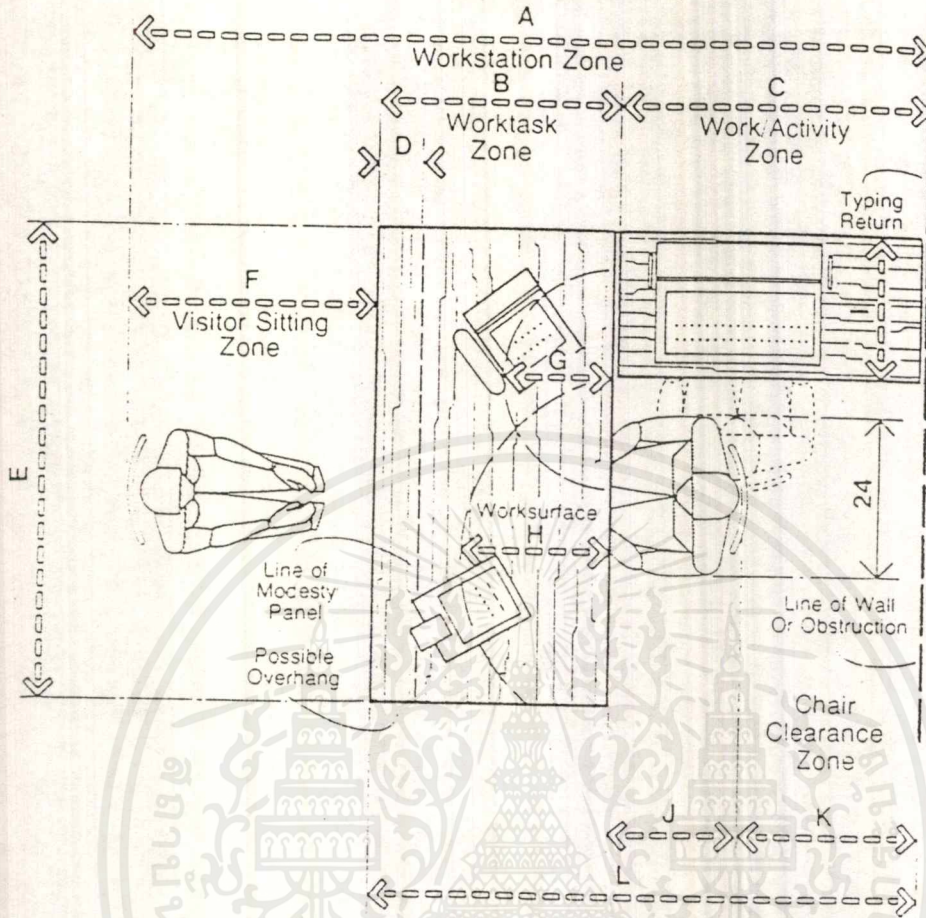 A
Workstation Zone
B
Worktask
Zone
C
Work/Activity
Zone
D
Typing
Return
E
F
Visitor Sitting
Zone
I
G
24
Worksurface
H
Line of
Modesty
Panel
Possible
Overhang
Line of Wall
Or Obstruction
Chair
Clearance
Zone
J
K
L